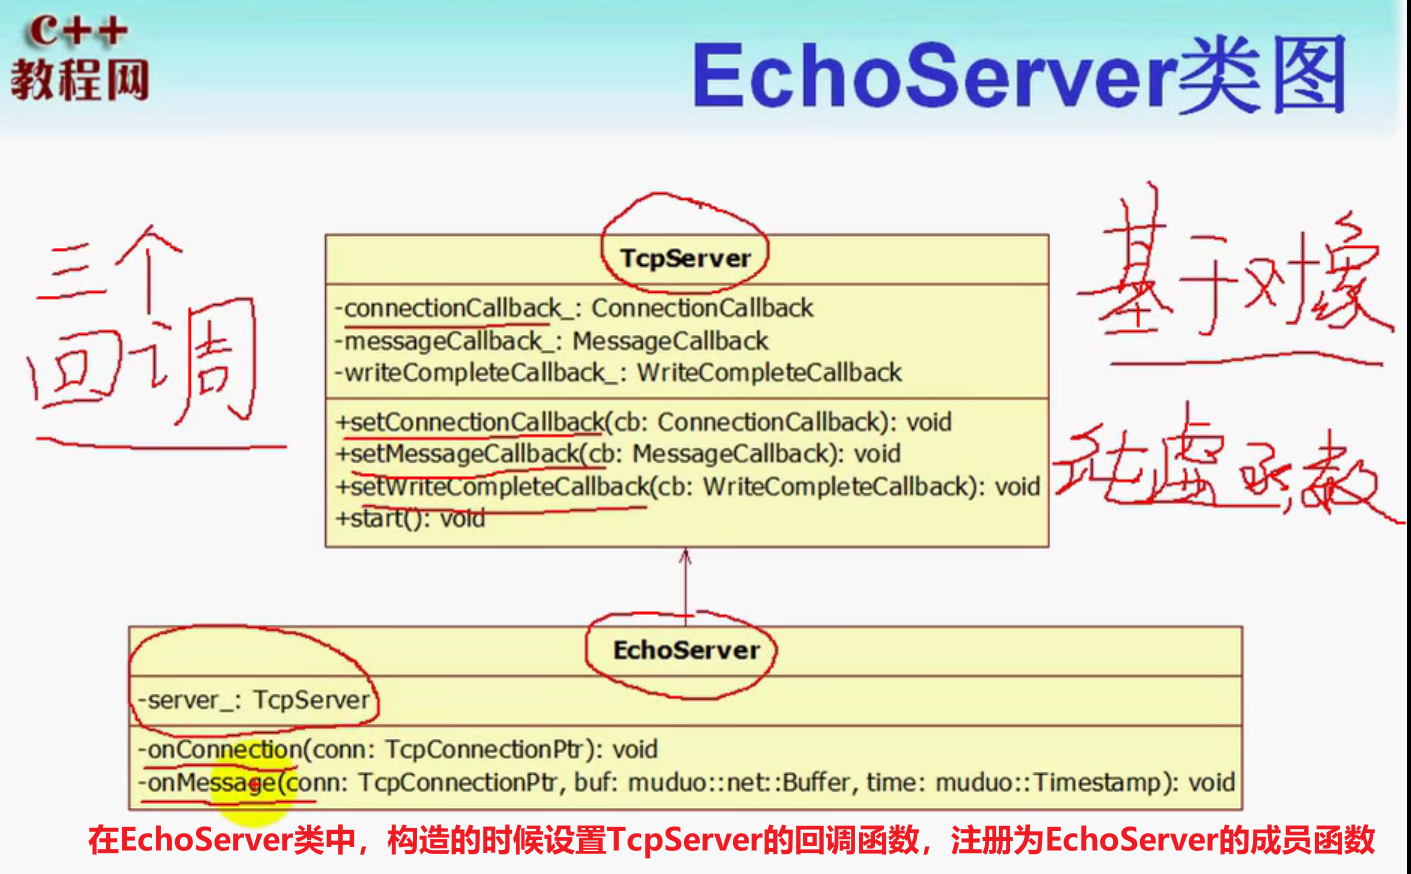 C++
教程网
EchoServer类图
三个
回调
基于对象
纯虚函数
TcpServer
-connectionCallback_: ConnectionCallback
-messageCallback_: MessageCallback
-writeCompleteCallback_: WriteCompleteCallback
+setConnectionCallback(cb: ConnectionCallback): void
+setMessageCallback(cb: MessageCallback): void
+setWriteCompleteCallback(cb: WriteCompleteCallback): void
+start(): void
EchoServer
-server_: TcpServer
-onConnection(conn: TcpConnectionPtr): void
-onMessage(conn: TcpConnectionPtr, buf: muduo::net::Buffer, time: muduo::Timestamp): void
在EchoServer类中，构造的时候设置TcpServer的回调函数，注册为EchoServer的成员函数